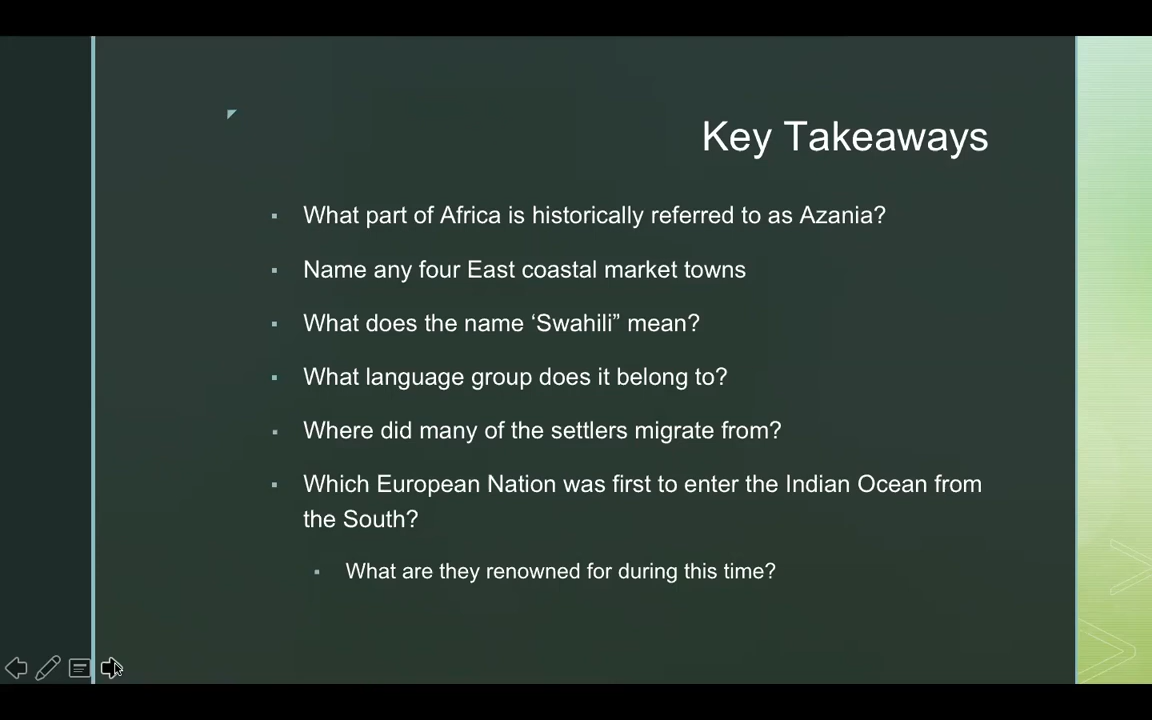 Key Takeaways
▪ What part of Africa is historically referred to as Azania?
▪ Name any four East coastal market towns
▪ What does the name ‘Swahili” mean?
▪ What language group does it belong to?
▪ Where did many of the settlers migrate from?
▪ Which European Nation was first to enter the Indian Ocean from
the South?
▪ What are they renowned for during this time?